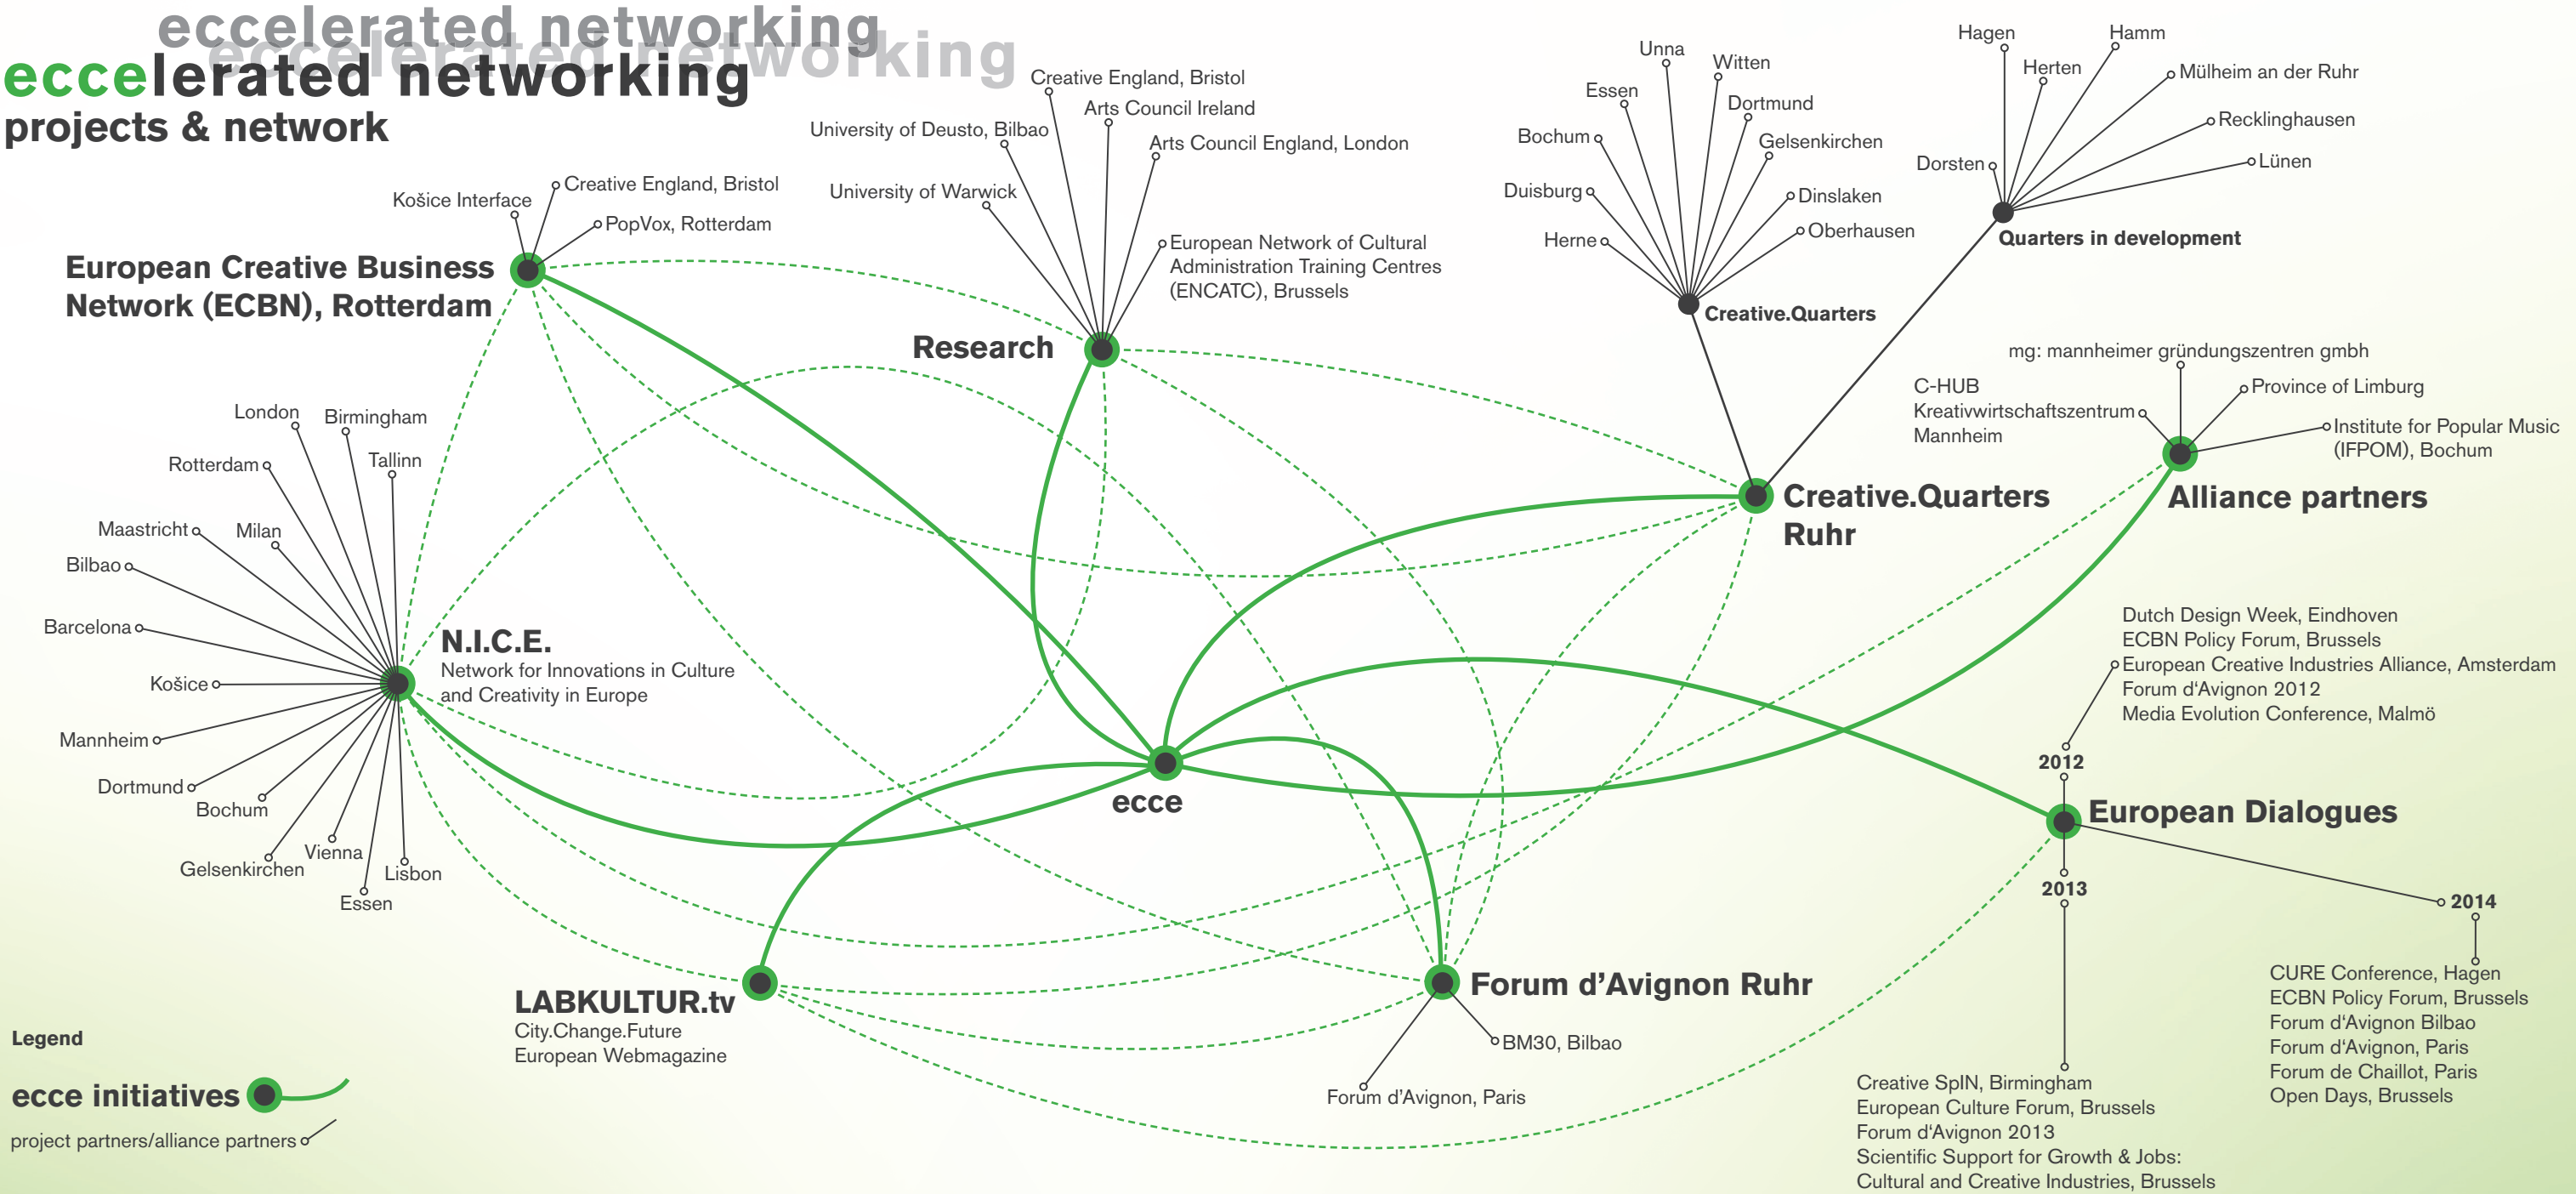 eccelerated networking
eccelerated networking
eccelerated networking
projects & network
Košice Interface
Creative England, Bristol
PopVox, Rotterdam
European Creative Business
Network (ECBN), Rotterdam
Creative England, Bristol
Arts Council Ireland
University of Deusto, Bilbao
Arts Council England, London
University of Warwick
European Network of Cultural
Administration Training Centres
(ENCATC), Brussels
Research
Unna
Witten
Essen
Dortmund
Bochum
Gelsenkirchen
Duisburg
Dinslaken
Herne
Oberhausen
Creative.Quarters
Hagen
Hamm
Herten
Mülheim an der Ruhr
Recklinghausen
Dorsten
Lünen
Quarters in development
Creative.Quarters
Ruhr
mg: mannheimer gründungszentren gmbh
C-HUB
Kreativwirtschaftszentrum
Mannheim
Province of Limburg
Institute for Popular Music
(IFPOM), Bochum
Alliance partners
London
Birmingham
Rotterdam
Tallinn
Maastricht
Milan
Bilbao
Barcelona
Košice
Mannheim
Dortmund
Bochum
Gelsenkirchen
Vienna
Essen
Lisbon
N.I.C.E.
Network for Innovations in Culture
and Creativity in Europe
ecce
Dutch Design Week, Eindhoven
ECBN Policy Forum, Brussels
European Creative Industries Alliance, Amsterdam
Forum d‘Avignon 2012
Media Evolution Conference, Malmö
2012
European Dialogues
2013
2014
CURE Conference, Hagen
ECBN Policy Forum, Brussels
Forum d‘Avignon Bilbao
Forum d‘Avignon, Paris
Forum de Chaillot, Paris
Open Days, Brussels
Creative SpIN, Birmingham
European Culture Forum, Brussels
Forum d‘Avignon 2013
Scientific Support for Growth & Jobs:
Cultural and Creative Industries, Brussels
LABKULTUR.tv
City.Change.Future
European Webmagazine
Forum d’Avignon Ruhr
BM30, Bilbao
Forum d’Avignon, Paris
Legend
ecce initiatives
project partners/alliance partners